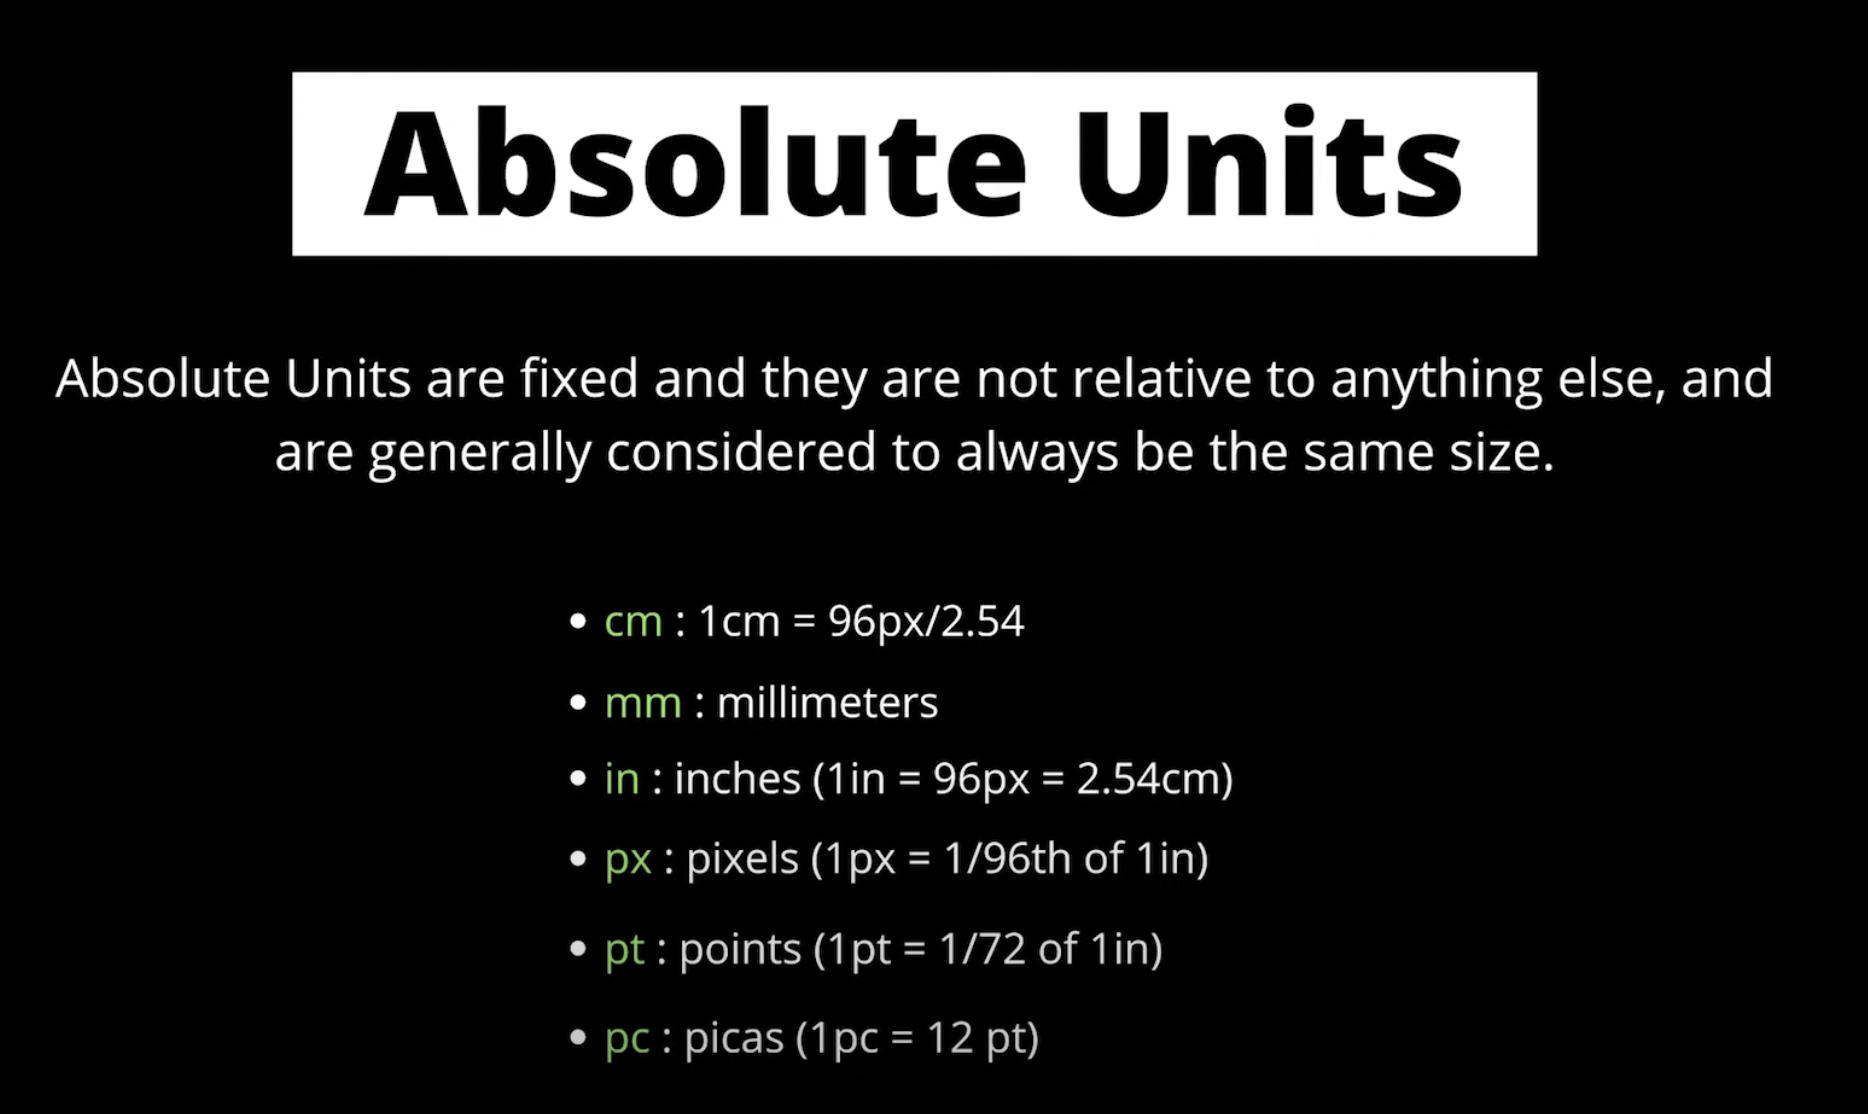 Absolute Units
Absolute Units are fixed and they are not relative to anything else, and
are generally considered to always be the same size.
• cm : 1cm = 96px/2.54
• mm : millimeters
• in : inches (1in = 96px = 2.54cm)
• px : pixels (1px = 1/96th of 1in)
• pt : points (1pt = 1/72 of 1in)
• pc : picas (1pc = 12 pt)